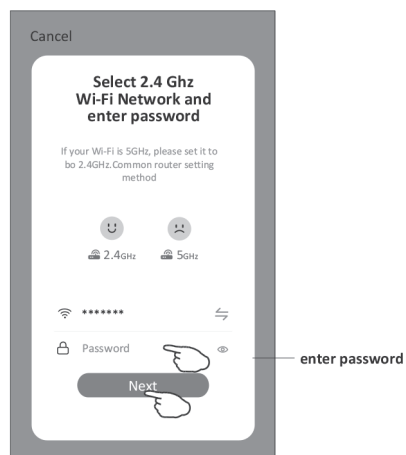 Cancel
Select 2.4 Ghz
Wi-Fi Network and
enter password
If your Wi-Fi is 5GHz, please set it to
bo 2.4GHz.Common router setting
method
2.4GHz 5GHz
*******
Password
enter password
Next